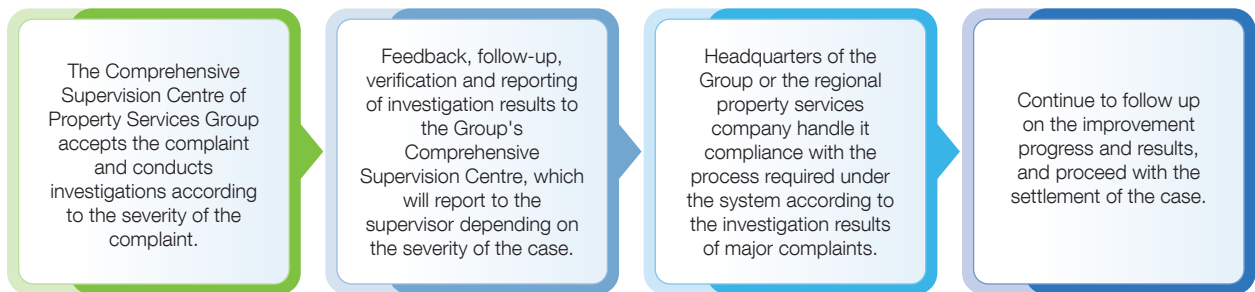 The Comprehensive
Supervision Centre of
Property Services Group
accepts the complaint
and conducts
investigations according
to the severity of the
complaint.
Feedback, follow-up,
verification and reporting
of investigation results to
the Group's
Comprehensive
Supervision Centre, which
will report to the
supervisor depending on
the severity of the case.
Headquarters of the
Group or the regional
property services
company handle it
compliance with the
process required under
the system according to
the investigation results
of major complaints.
Continue to follow up
on the improvement
progress and results,
and proceed with the
settlement of the case.